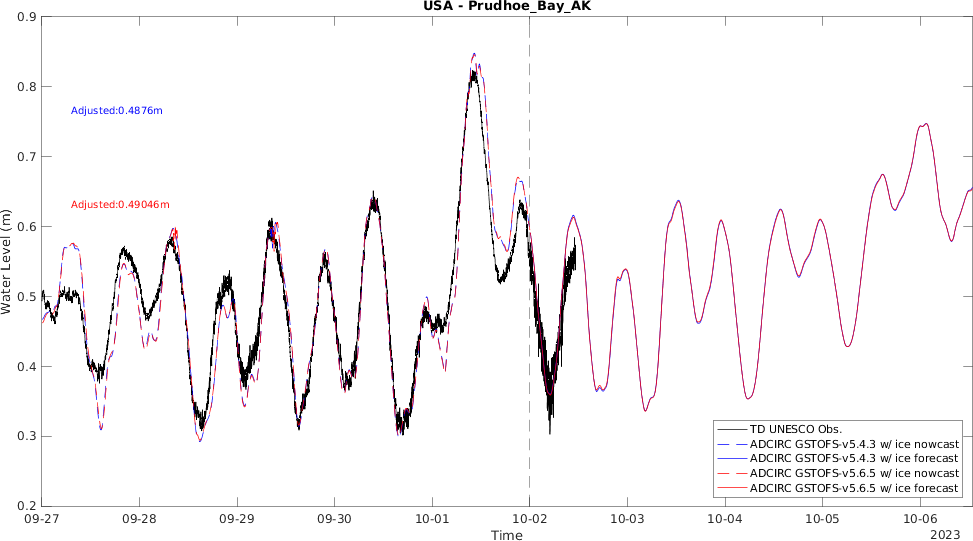 USA - Prudhoe_Bay_AK
0.9
0.8
0.7
0.6
0.5
0.4
0.3
0.2
Water Level (m)
Adjusted:0.4876m
Adjusted:0.49046m
TD UNESCO Obs.
ADCIRC GSTOFS-v5.4.3 w/ ice nowcast
ADCIRC GSTOFS-v5.4.3 w/ ice forecast
ADCIRC GSTOFS-v5.6.5 w/ ice nowcast
ADCIRC GSTOFS-v5.6.5 w/ ice forecast
09-27 09-28 09-29 09-30 10-01 10-02 10-03 10-04 10-05 10-06
Time
2023